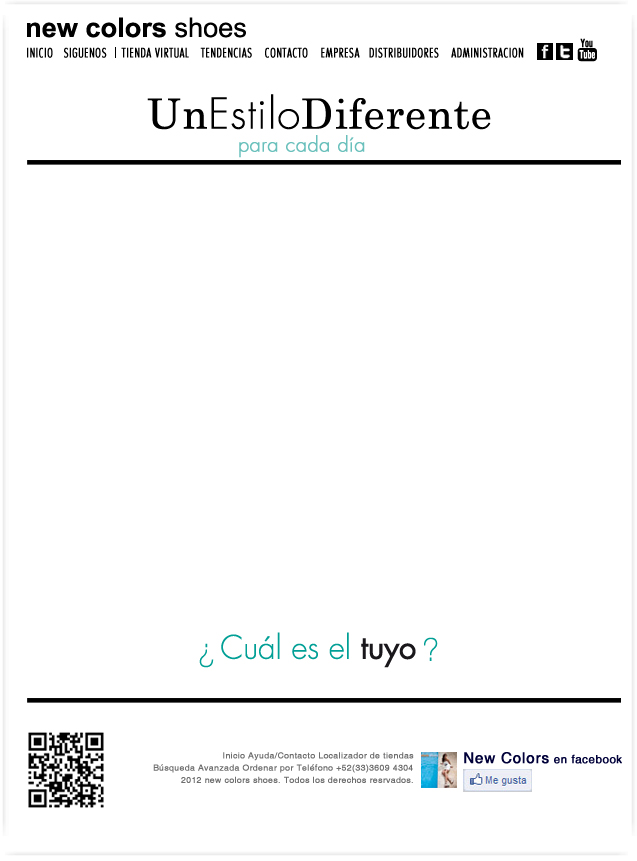 new colors shoes
INICIO SIGUENOS | TIENDA VIRTUAL TENDENCIAS CONTACTO EMPRESA DISTRIBUIDORES ADMINISTRACION f t You Tube
UnEstiloDiferente
para cada día
¿Cuál es el tuyo?
Inicio Ayuda/Contacto Localizador de tiendas
Búsqueda Avanzada Ordenar por Teléfono +52(33)3609 4304
2012 new colors shoes. Todos los derechos resrvados.
New Colors en facebook
Me gusta